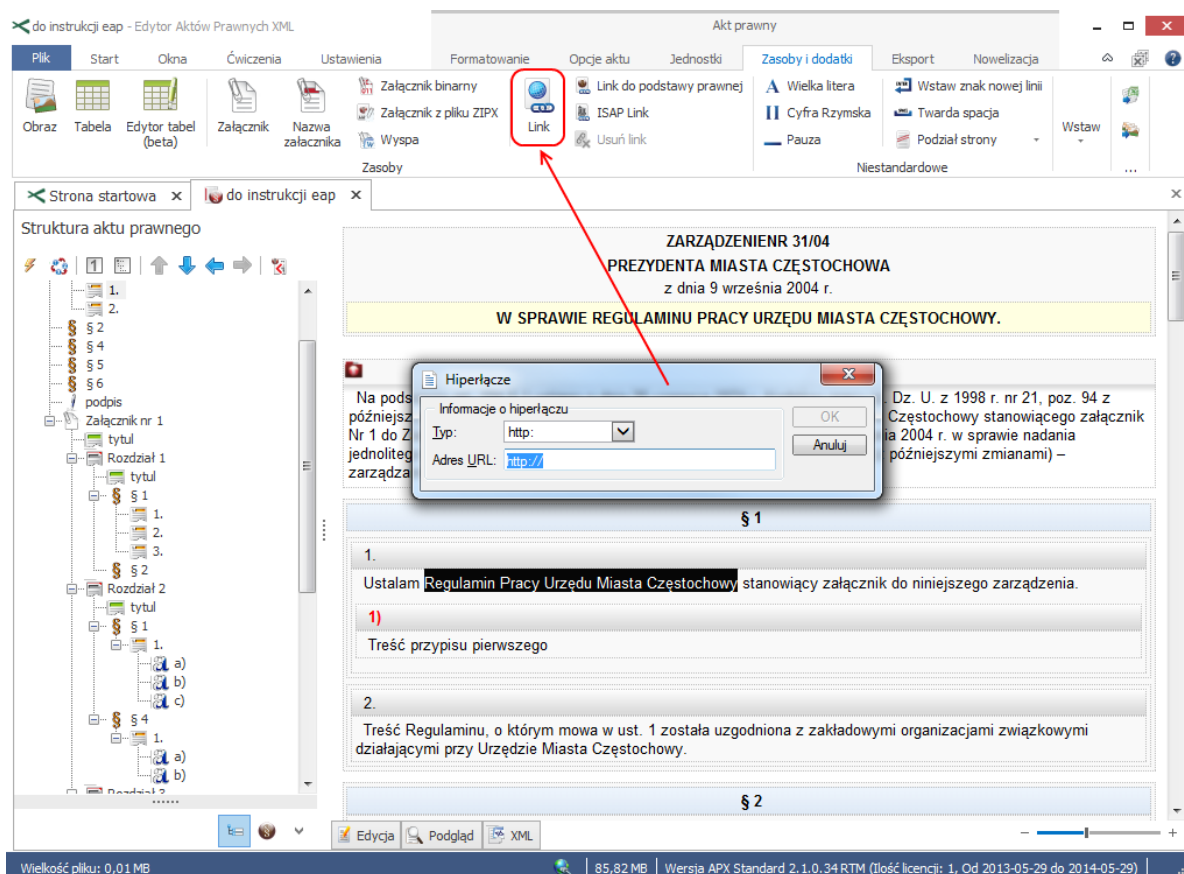 do instrukcji eap - Edytor Aktów Prawnych XML
Akt prawny
Plik Start Okna Ćwiczenia Ustawienia Formatowanie Opcje aktu Jednostki Zasoby i dodatki Eksport Nowelizacja
Obraz
Tabela
Edytor tabel
(beta)
Załącznik
Nazwa
załacznika
Załącznik binarny
Załącznik z pliku ZIPX
Wyspa
Link
Link do podstawy prawnej
ISAP Link
Usuń link
A Wielka litera
Cyfra Rzymska
Pauza
Wstaw znak nowej linii
Twarda spacja
Podział strony
Wstaw
Zasoby
Niestandardowe
...
Strona startowa x
do instrukcji eap x
Struktura aktu prawnego
1.
2.
§ 2
§ 4
§ 5
§ 6
podpis
Załącznik nr 1
tytul
Rozdział 1
tytul
§ 1
1.
2.
3.
§ 2
Rozdział 2
tytul
§ 1
1.
a)
b)
c)
§ 4
1.
a)
b)
ZARZĄDZENIENR 31/04
PREZYDENTA MIASTA CZĘSTOCHOWA
z dnia 9 września 2004 r.
W SPRAWIE REGULAMINU PRACY URZĘDU MIASTA CZĘSTOCHOWY.
Na pods Dz. U. z 1998 r. nr 21, poz. 94 z
późniejsz Częstochowy stanowiącego załącznik
Nr 1 do Z ia 2004 r. w sprawie nadania
jednoliteg późniejszymi zmianami) –
zarządza
Hiperłącze
Informacje o hiperłączu
Typ: http:
Adres URL: http://
OK
Anuluj
§ 1
1.
Ustalam Regulamin Pracy Urzędu Miasta Częstochowy stanowiący załącznik do niniejszego zarządzenia.
1)
Treść przypisu pierwszego
2.
Treść Regulaminu, o którym mowa w ust. 1 została uzgodniona z zakładowymi organizacjami związkowymi
działającymi przy Urzędzie Miasta Częstochowy.
§ 2
Edycja Podgląd XML
Wielkość pliku: 0,01 MB
85,82 MB
Wersja APX Standard 2.1.0.34 RTM (Ilość licencji: 1, Od 2013-05-29 do 2014-05-29)